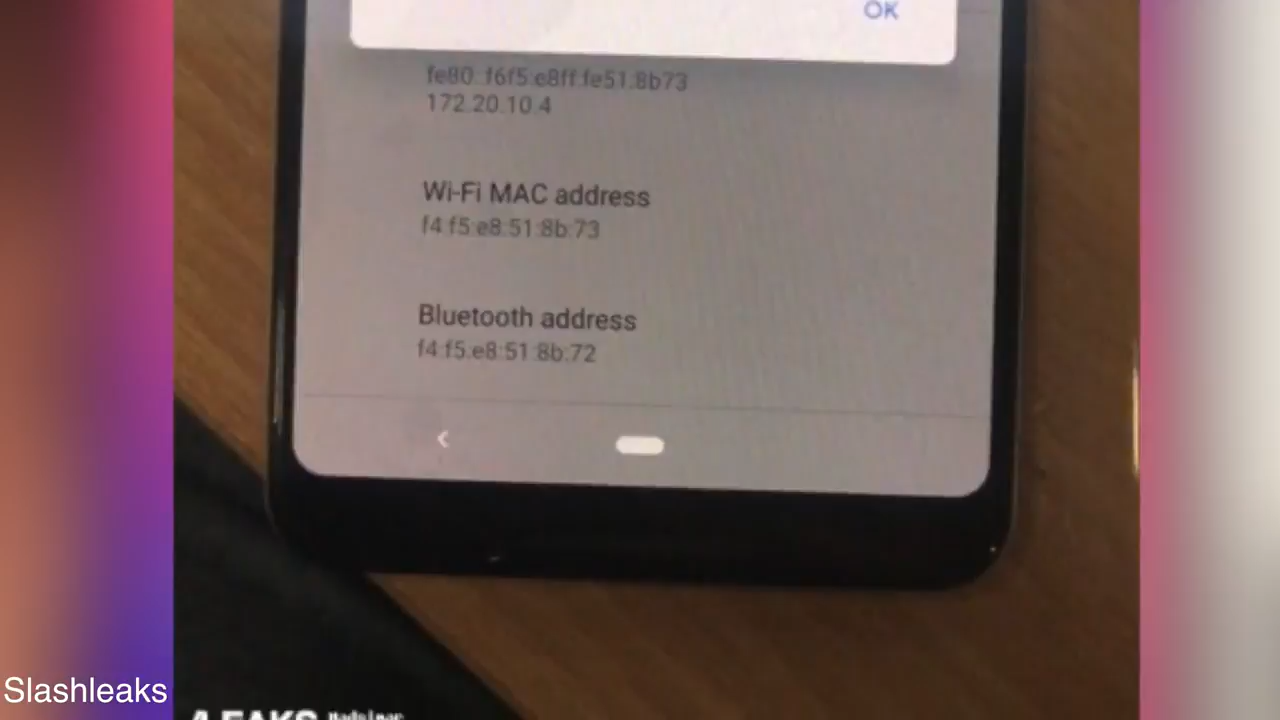 OK
fe80::f6f5:e8ff:fe51:8b73
172.20.10.4
Wi-Fi MAC address
f4:f5:e8:51:8b:73
Bluetooth address
f4:f5:e8:51:8b:72
Slashleaks
LEAKS